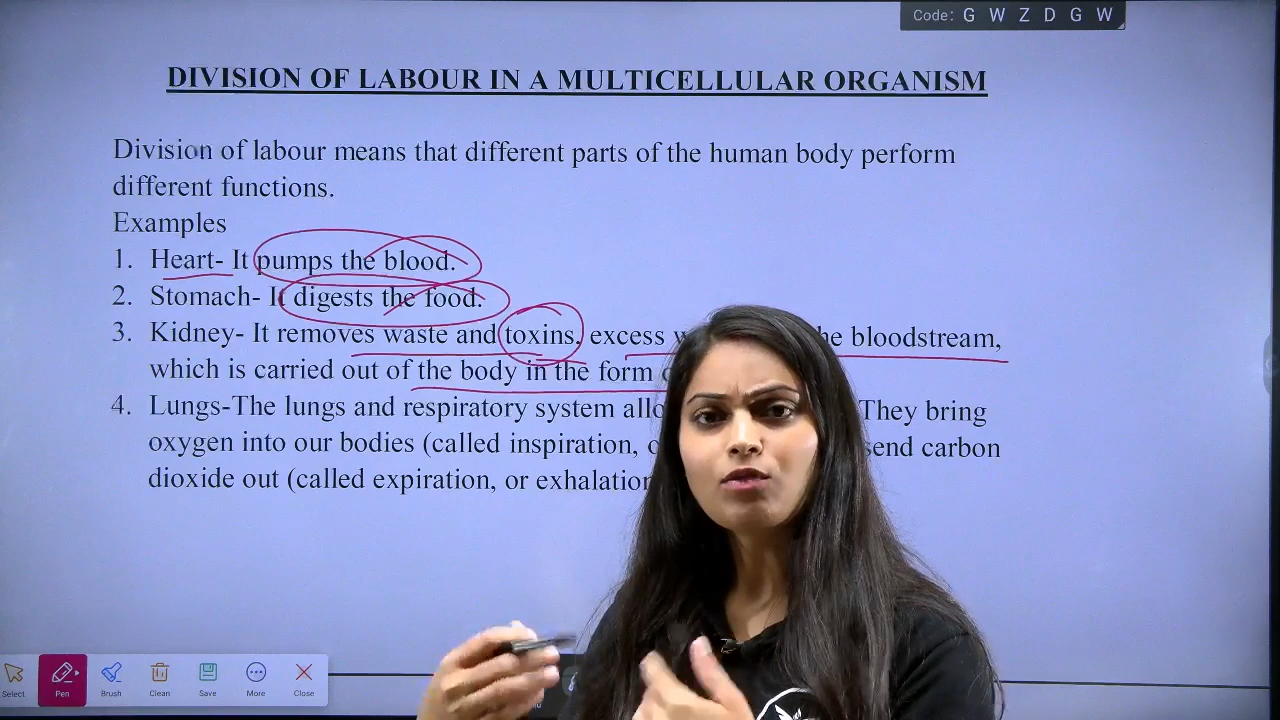 Code: G W Z D G W
DIVISION OF LABOUR IN A MULTICELLULAR ORGANISM
Division of labour means that different parts of the human body perform
different functions.
Examples
1. Heart- It pumps the blood.
2. Stomach- It digests the food.
3. Kidney- It removes waste and toxins, excess the bloodstream,
which is carried out of the body in the form
4. Lungs-The lungs and respiratory system They bring
oxygen into our bodies (called inspiration, send carbon
dioxide out (called expiration, or exhalation
Select Pen Brush Clean Save More Close